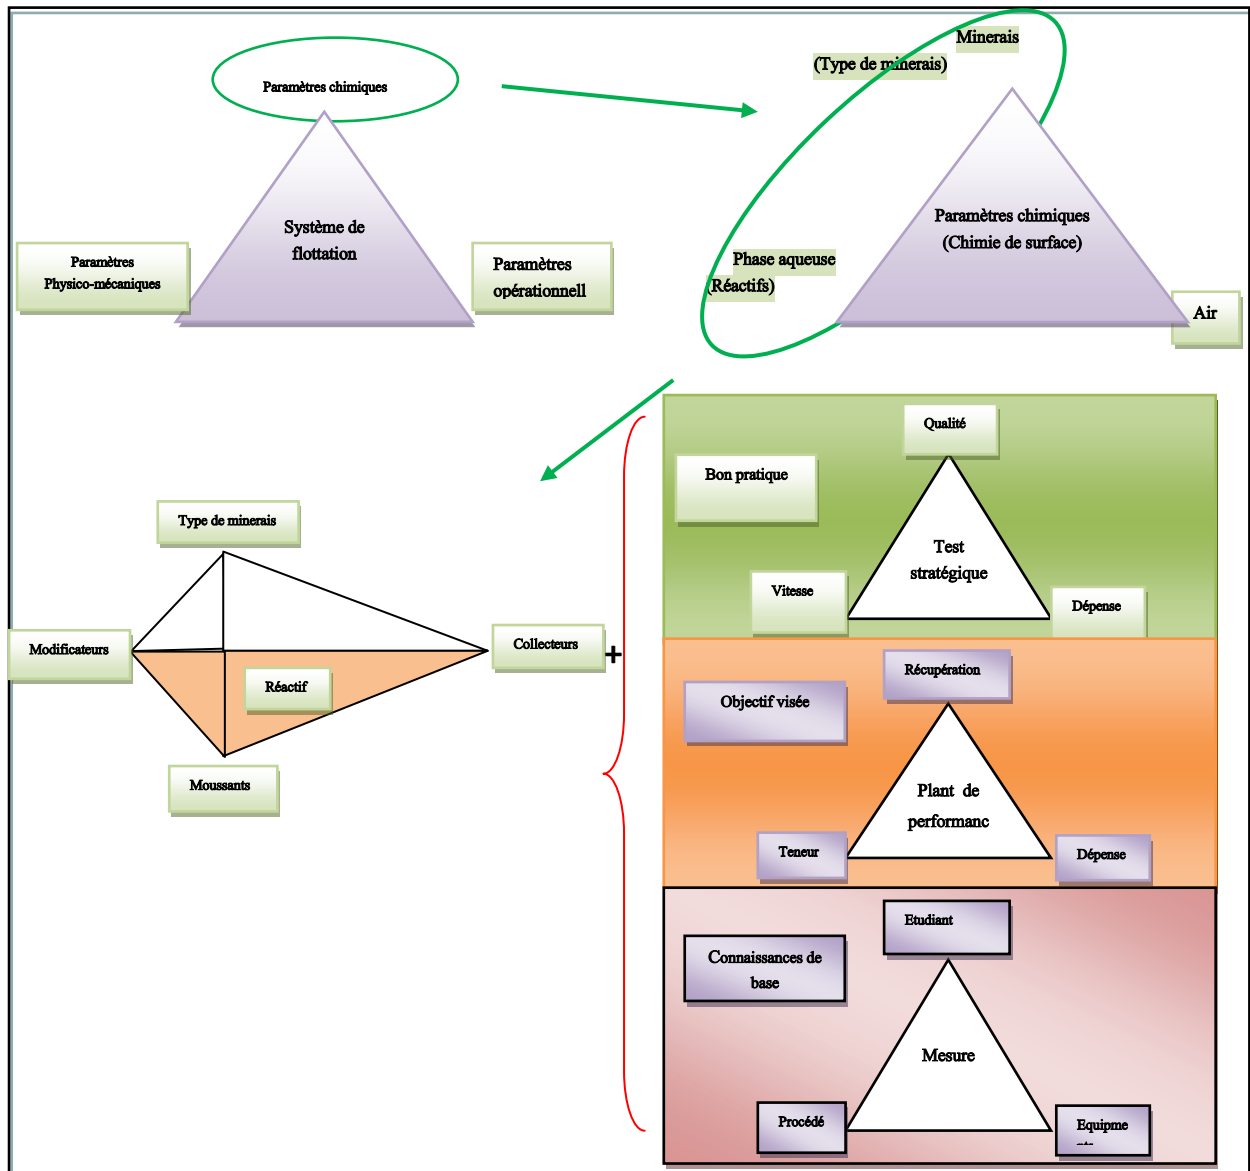 Paramètres chimiques
Système de
flottation
Paramètres
Physico-mécaniques
Paramètres
opérationnell
Minerais
(Type de minerais)
Paramètres chimiques
(Chimie de surface)
Phase aqueuse
(Réactifs)
Air
Type de minerais
Modificateurs
Collecteurs
+
Réactif
Moussants
Qualité
Bon pratique
Test
stratégique
Vitesse
Dépense
Récupération
Objectif visée
Plant de
performanc
Teneur
Dépense
Etudiant
Connaissances de
base
Mesure
Procédé
Equipme